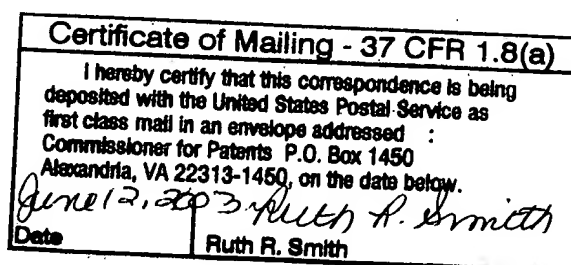 Certificate of Mailing - 37 CFR 1.8(a)
I hereby certify that this correspondence is being
deposited with the United States Postal Service as
first class mail in an envelope addressed :
Commissioner for Patents P.O. Box 1450
Alexandria, VA 22313-1450, on the date below.
June 12, 2003 Ruth R. Smith
Date Ruth R. Smith